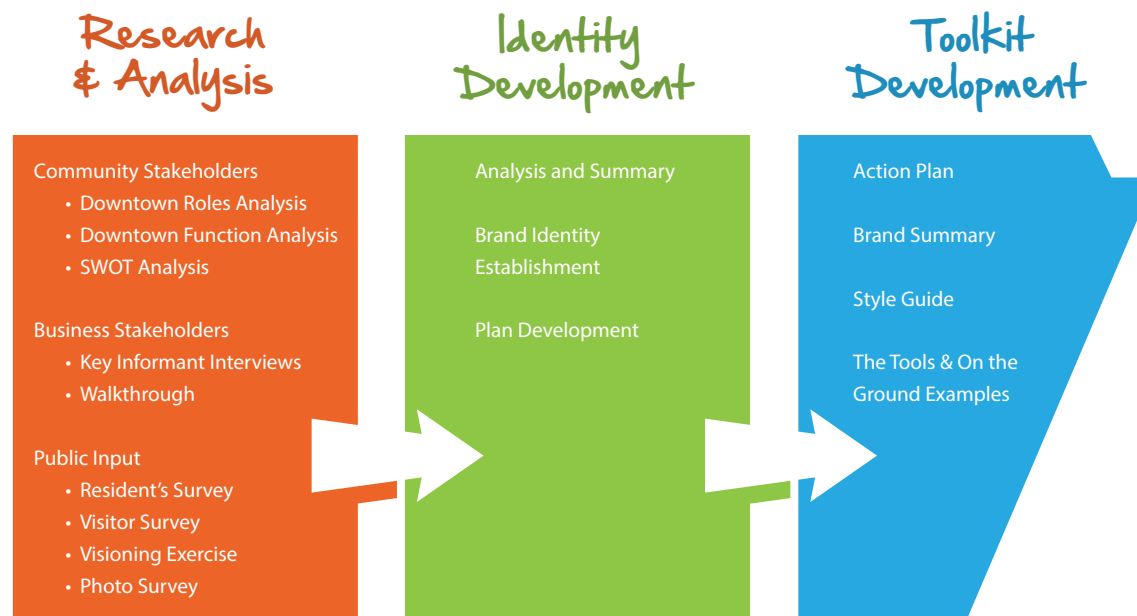 Research
& Analysis
Community Stakeholders
• Downtown Roles Analysis
• Downtown Function Analysis
• SWOT Analysis
Business Stakeholders
• Key Informant Interviews
• Walkthrough
Public Input
• Resident’s Survey
• Visitor Survey
• Visioning Exercise
• Photo Survey
Identity
Development
Analysis and Summary
Brand Identity
Establishment
Plan Development
Toolkit
Development
Action Plan
Brand Summary
Style Guide
The Tools & On the
Ground Examples